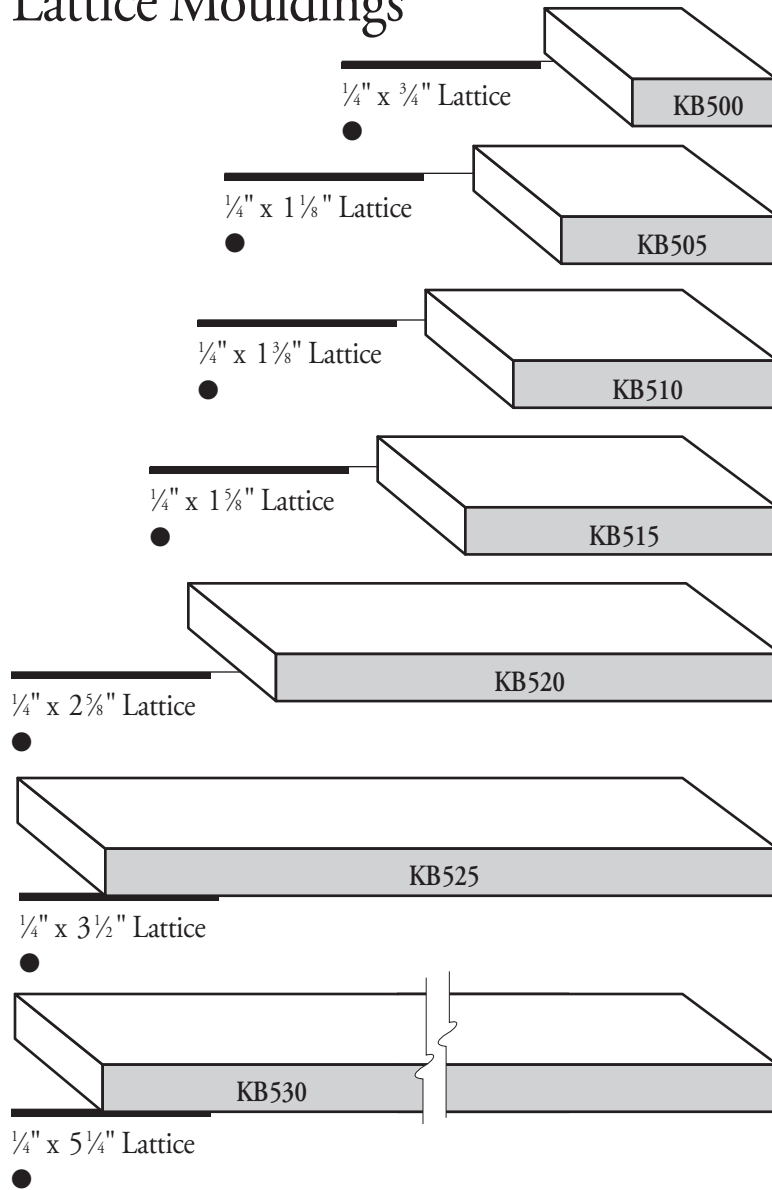 Lattice Mouldings
¼" x ¾" Lattice
KB500
¼" x 1⅛" Lattice
KB505
¼" x 1⅜" Lattice
KB510
¼" x 1⅝" Lattice
KB515
KB520
¼" x 2⅝" Lattice
KB525
¼" x 3½" Lattice
KB530
¼" x 5¼" Lattice